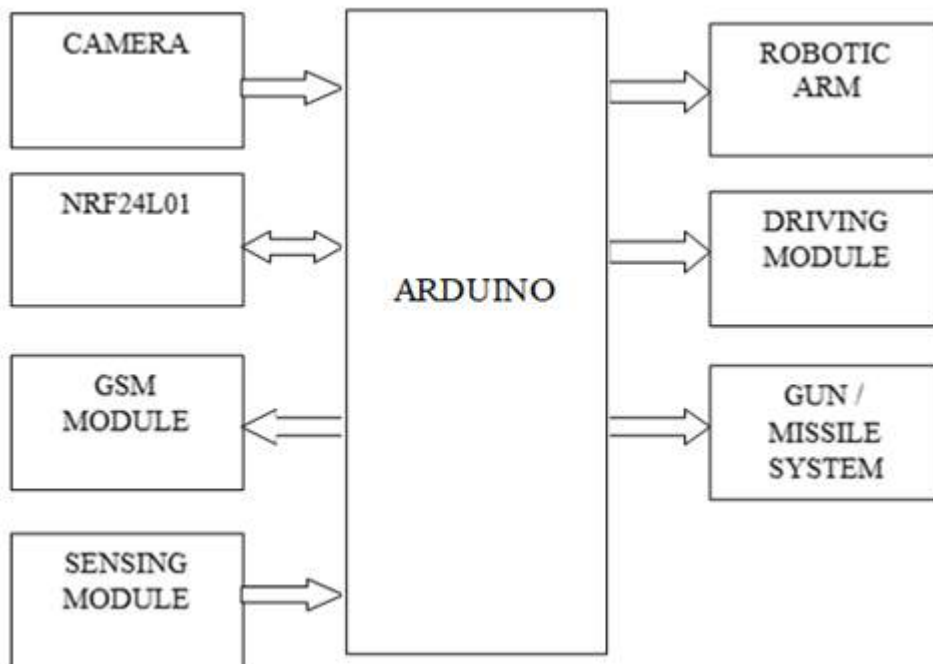 CAMERA
NRF24L01
GSM
MODULE
SENSING
MODULE
ARDUINO
ROBOTIC
ARM
DRIVING
MODULE
GUN /
MISSILE
SYSTEM